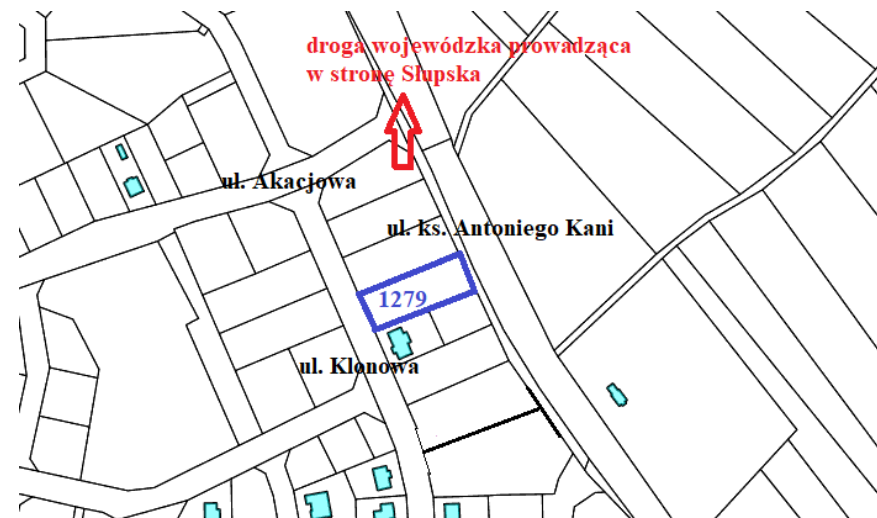 droga wojewódzka prowadząca
w stronę Słupska
ul. Akacjowa
ul. ks. Antoniego Kani
1279
ul. Klonowa